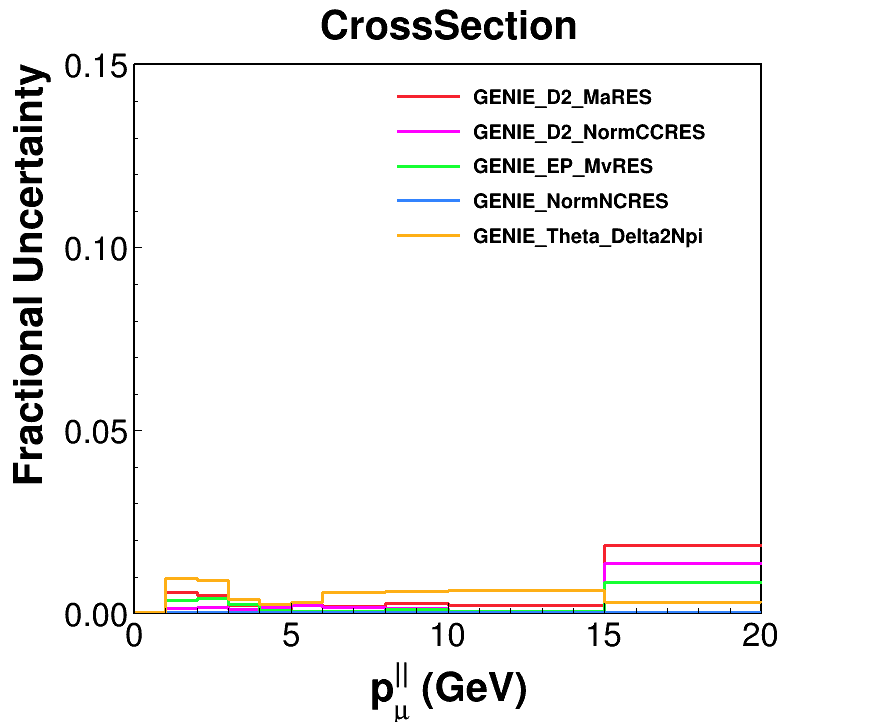 CrossSection
Fractional Uncertainty
0.15
0.10
0.05
0.00
GENIE_D2_MaRES
GENIE_D2_NormCCRES
GENIE_EP_MvRES
GENIE_NormNCRES
GENIE_Theta_Delta2Npi
0 5 10 15 20
p_μ^|| (GeV)